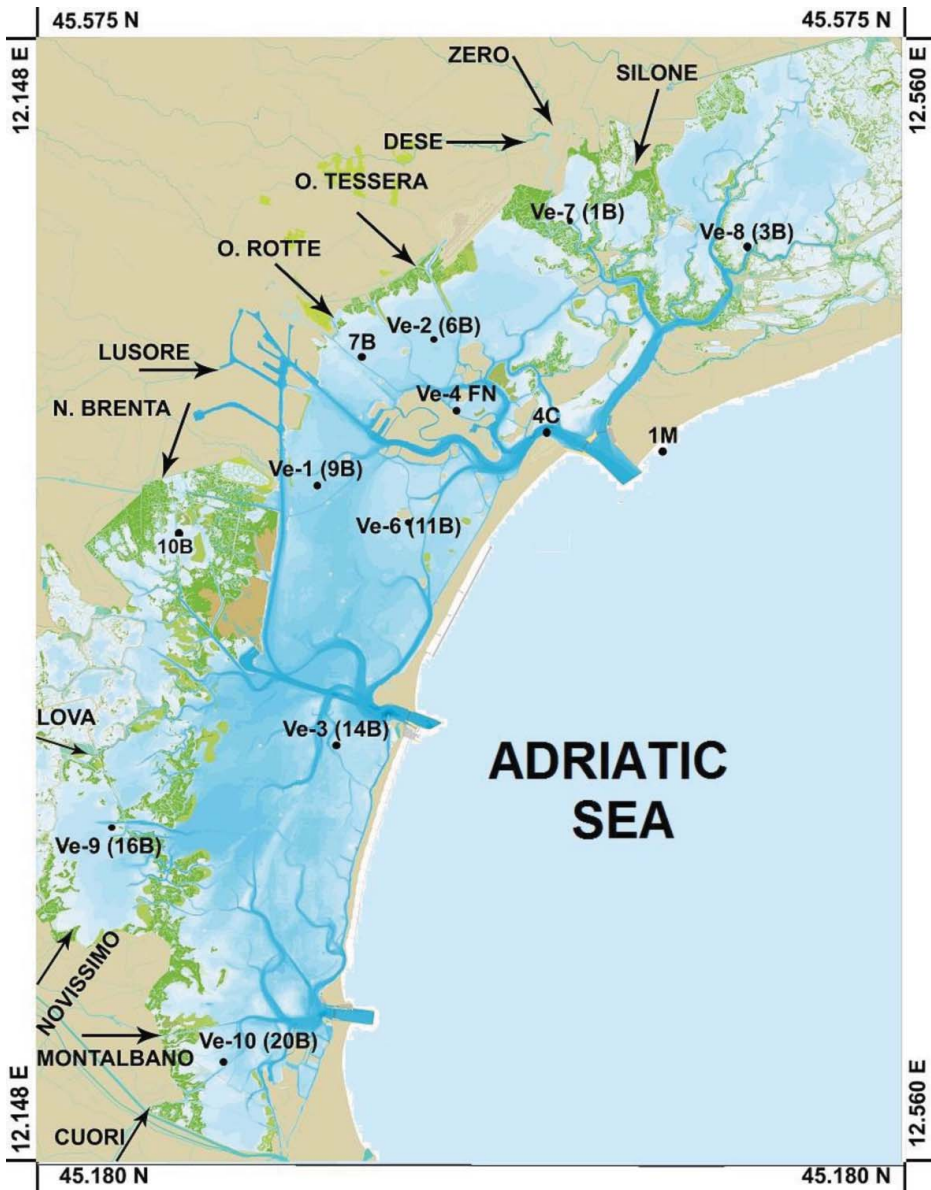 45.575 N
45.575 N
12.148 E
12.560 E
ZERO
SILONE
DESE
O. TESSERA
Ve-7 (1B)
Ve-8 (3B)
O. ROTTE
Ve-2 (6B)
7B
LUSORE
Ve-4 FN
N. BRENTA
4C
1M
Ve-1 (9B)
Ve-6 (11B)
10B
LOVA
Ve-3 (14B)
ADRIATIC
SEA
Ve-9 (16B)
NOVISSIMO
MONTALBANO
Ve-10 (20B)
CUORI
12.148 E
12.560 E
45.180 N
45.180 N